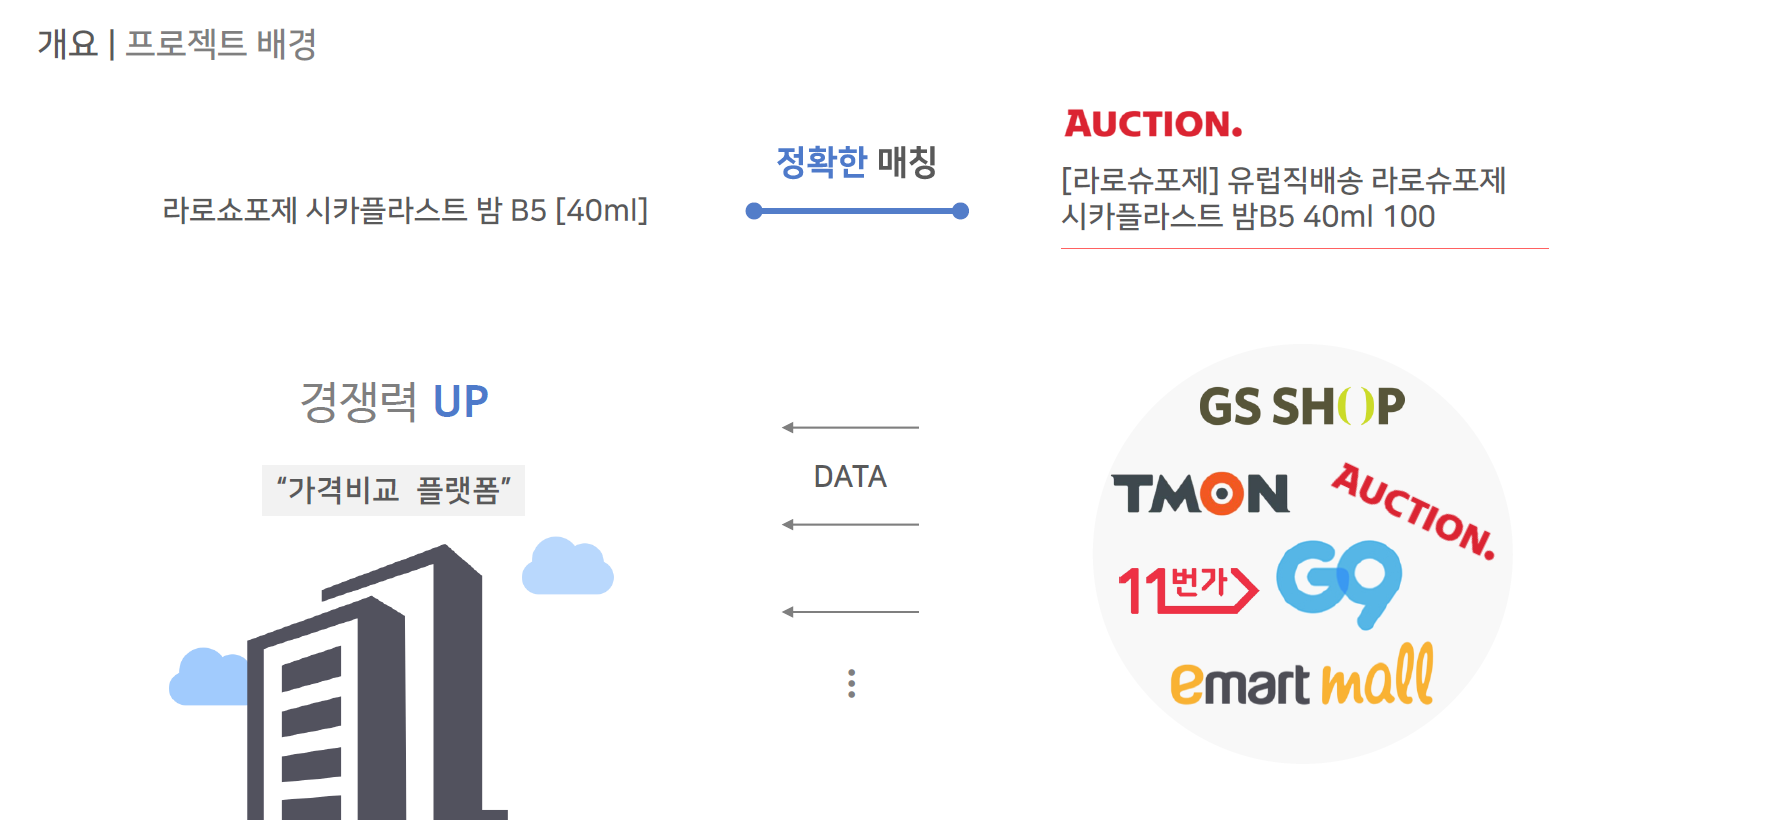 개요 | 프로젝트 배경
AUCTION.
정확한 매칭
라로쇼포제 시카플라스트 밤 B5 [40ml]
[라로슈포제] 유럽직배송 라로슈포제
시카플라스트 밤B5 40ml 100
경쟁력 UP
“가격비교 플랫폼”
DATA
GS SHOP
TMON
AUCTION.
11번가
G9
emart mall